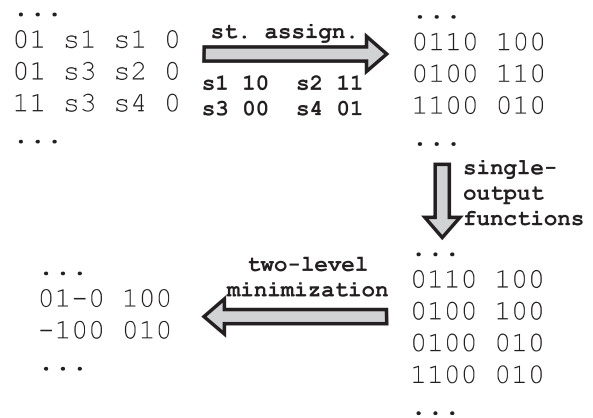 ...
01 s1 s1 0
01 s3 s2 0
11 s3 s4 0
...
st. assign.
s1 10 s2 11
s3 00 s4 01
...
0110 100
0100 110
1100 010
...
single-
output
functions
...
0110 100
0100 100
0100 010
1100 010
...
two-level
minimization
...
01-0 100
-100 010
...